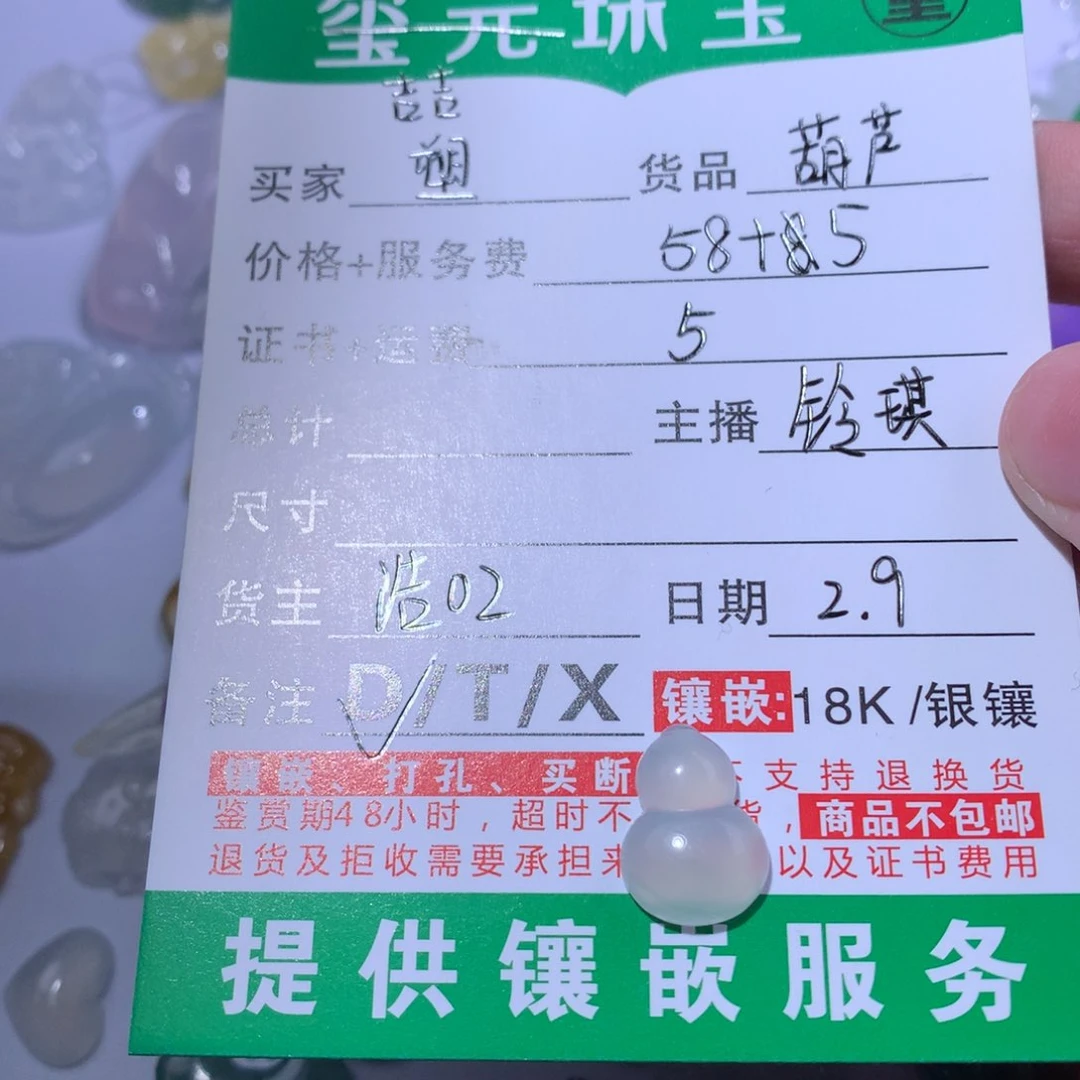 玺元珠宝
喆
买家 塑 货品 葫芦
价格+服务费 58+5
证书+运费 5
总计 主播 铃琪
尺寸
货主 浩02 日期 2.9
备注 D/T/X 镶嵌:18K/银镶
镶嵌、打孔、买断 不支持退换货
鉴赏期48小时，超时不 货，商品不包邮
退货及拒收需要承担来 以及证书费用
提供镶嵌服务